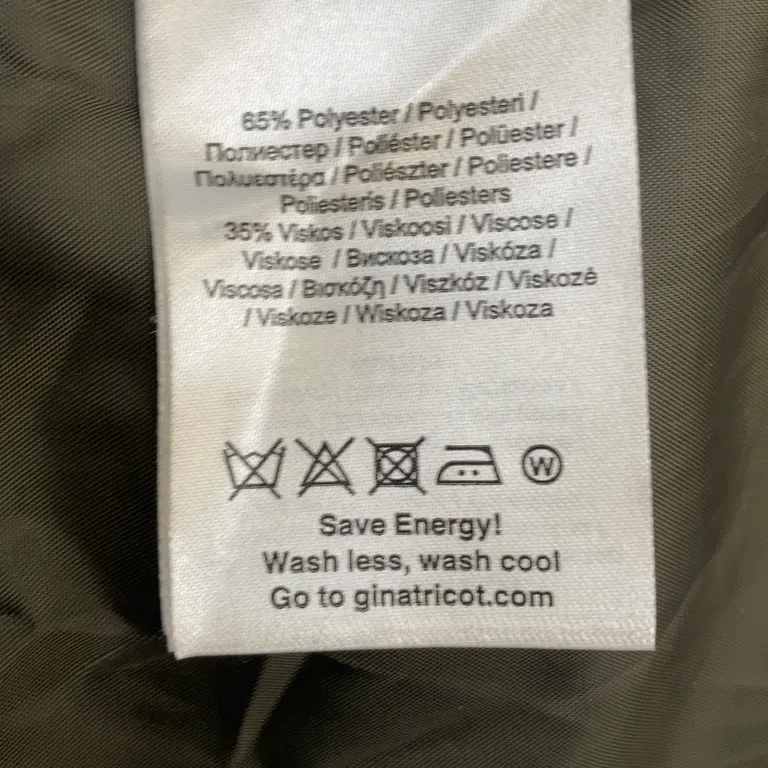 65% Polyester / Polyesteri /
Полиестер / Poliéster / Polüester /
Πολυεστέρα / Poliészter / Poliestere /
Poliesteris / Poliesters
35% Viskos / Viskoosi / Viscose /
Viskose / Вискоза / Viskóza /
Viscosa / Βισκόζη / Viszkóz / Viskozė
/ Viskoze / Wiskoza / Viskoza
W
Save Energy!
Wash less, wash cool
Go to ginatricot.com